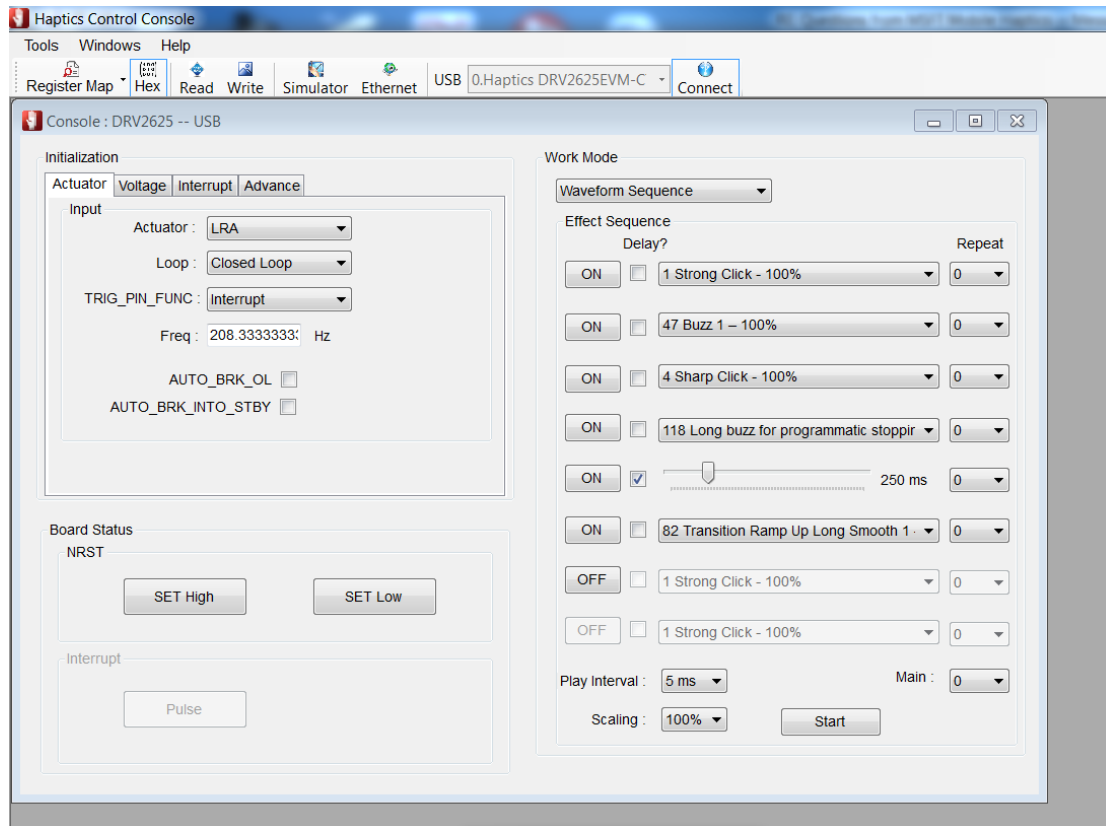 Haptics Control Console
Tools Windows Help
Register Map Hex Read Write Simulator Ethernet USB 0.Haptics DRV2625EVM-C Connect
Console : DRV2625 -- USB
Initialization
Actuator Voltage Interrupt Advance
Input
Actuator : LRA
Loop : Closed Loop
TRIG_PIN_FUNC : Interrupt
Freq : 208.33333333 Hz
AUTO_BRK_OL
AUTO_BRK_INTO_STBY
Board Status
NRST
SET High SET Low
Interrupt
Pulse
Work Mode
Waveform Sequence
Effect Sequence
Delay? Repeat
ON 1 Strong Click - 100% 0
ON 47 Buzz 1 – 100% 0
ON 4 Sharp Click - 100% 0
ON 118 Long buzz for programmatic stoppin 0
ON 250 ms 0
ON 82 Transition Ramp Up Long Smooth 1 - 0
OFF 1 Strong Click - 100% 0
OFF 1 Strong Click - 100% 0
Play Interval : 5 ms Main : 0
Scaling : 100% Start